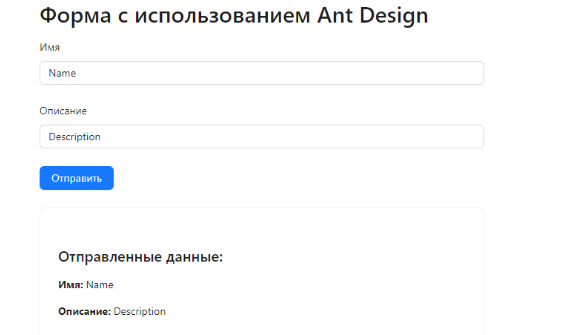 Форма с использованием Ant Design
Имя
Name
Описание
Description
Отправить
Отправленные данные:
Имя: Name
Описание: Description